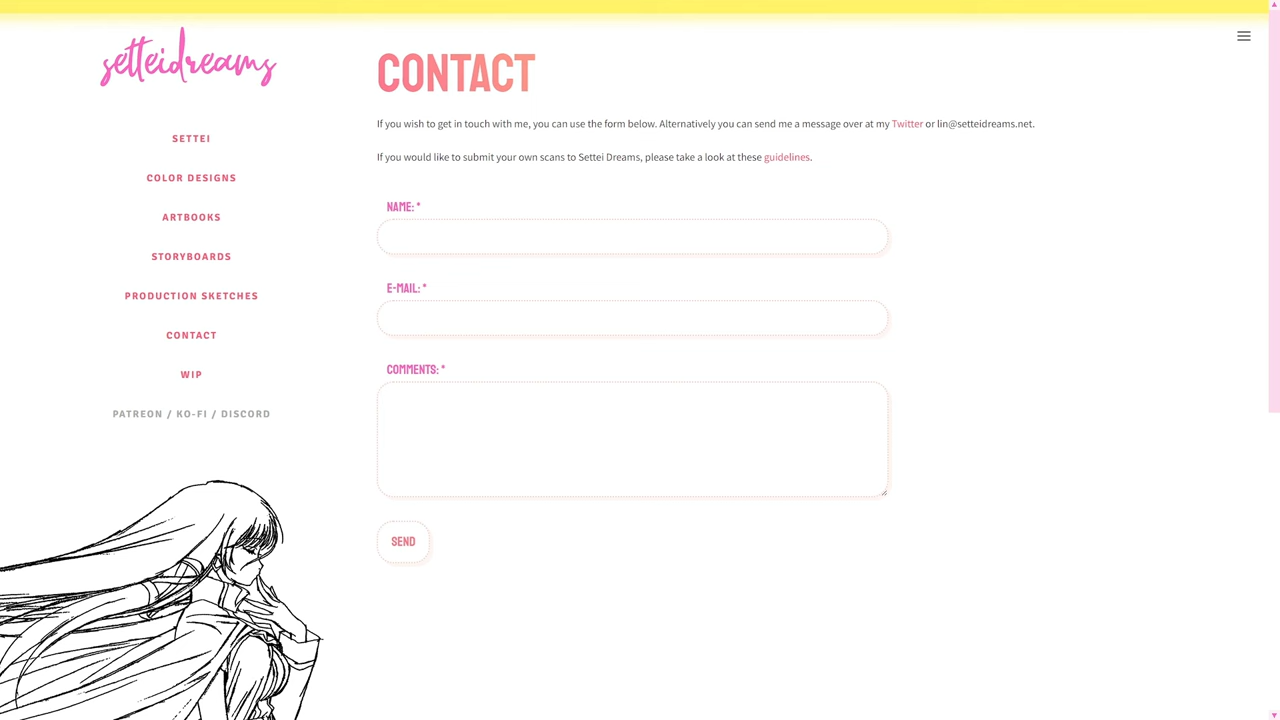 setteidreams
SETTEI
COLOR DESIGNS
ARTBOOKS
STORYBOARDS
PRODUCTION SKETCHES
CONTACT
WIP
PATREON / KO-FI / DISCORD
CONTACT
If you wish to get in touch with me, you can use the form below. Alternatively you can send me a message over at my Twitter or lin@setteidreams.net.
If you would like to submit your own scans to Settei Dreams, please take a look at these guidelines.
NAME: *
E-MAIL: *
COMMENTS: *
SEND